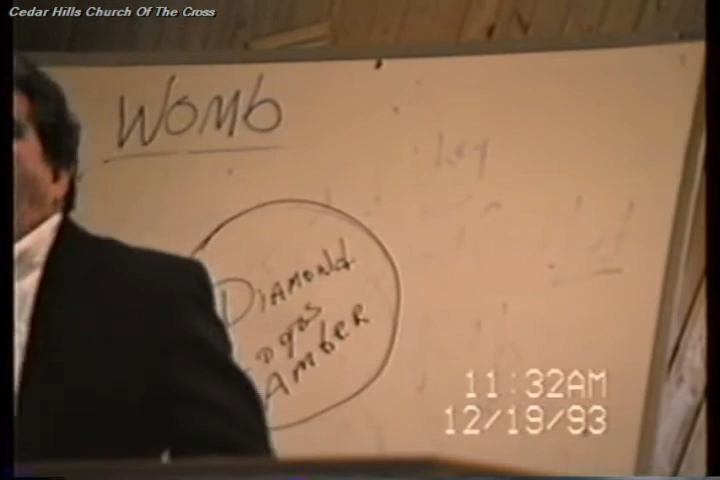 Cedar Hills Church Of The Cross
WOMb
DIAMONd
AMbER
11:32AM
12/19/93